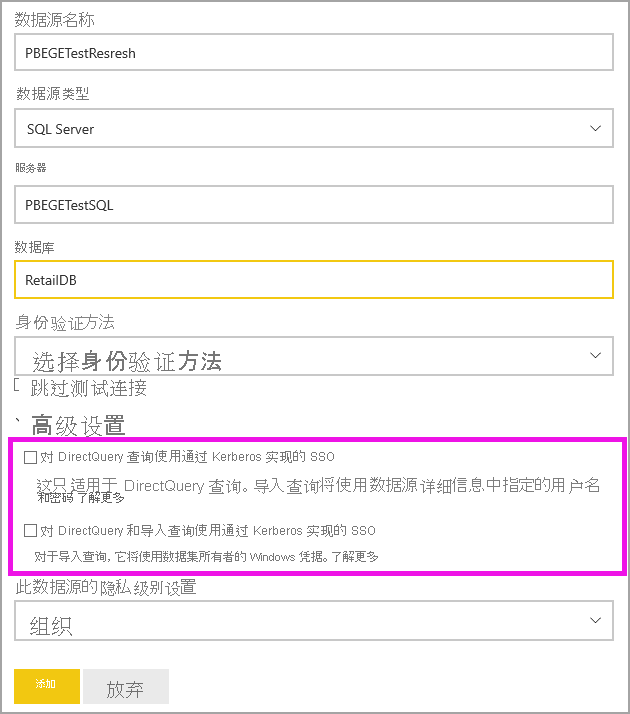 数据源名称
PBEGETestResresh
数据源类型
SQL Server
服务器
PBEGETestSQL
数据库
RetailDB
身份验证方法
选择身份验证方法
跳过测试连接
高级设置
对 DirectQuery 查询使用通过 Kerberos 实现的 SSO
这只适用于 DirectQuery 查询。导入查询将使用数据源详细信息中指定的用户名
和密码 了解更多
对 DirectQuery 和导入查询使用通过 Kerberos 实现的 SSO
对于导入查询，它将使用数据集所有者的 Windows 凭据。了解更多
此数据源的隐私级别设置
组织
添加 放弃